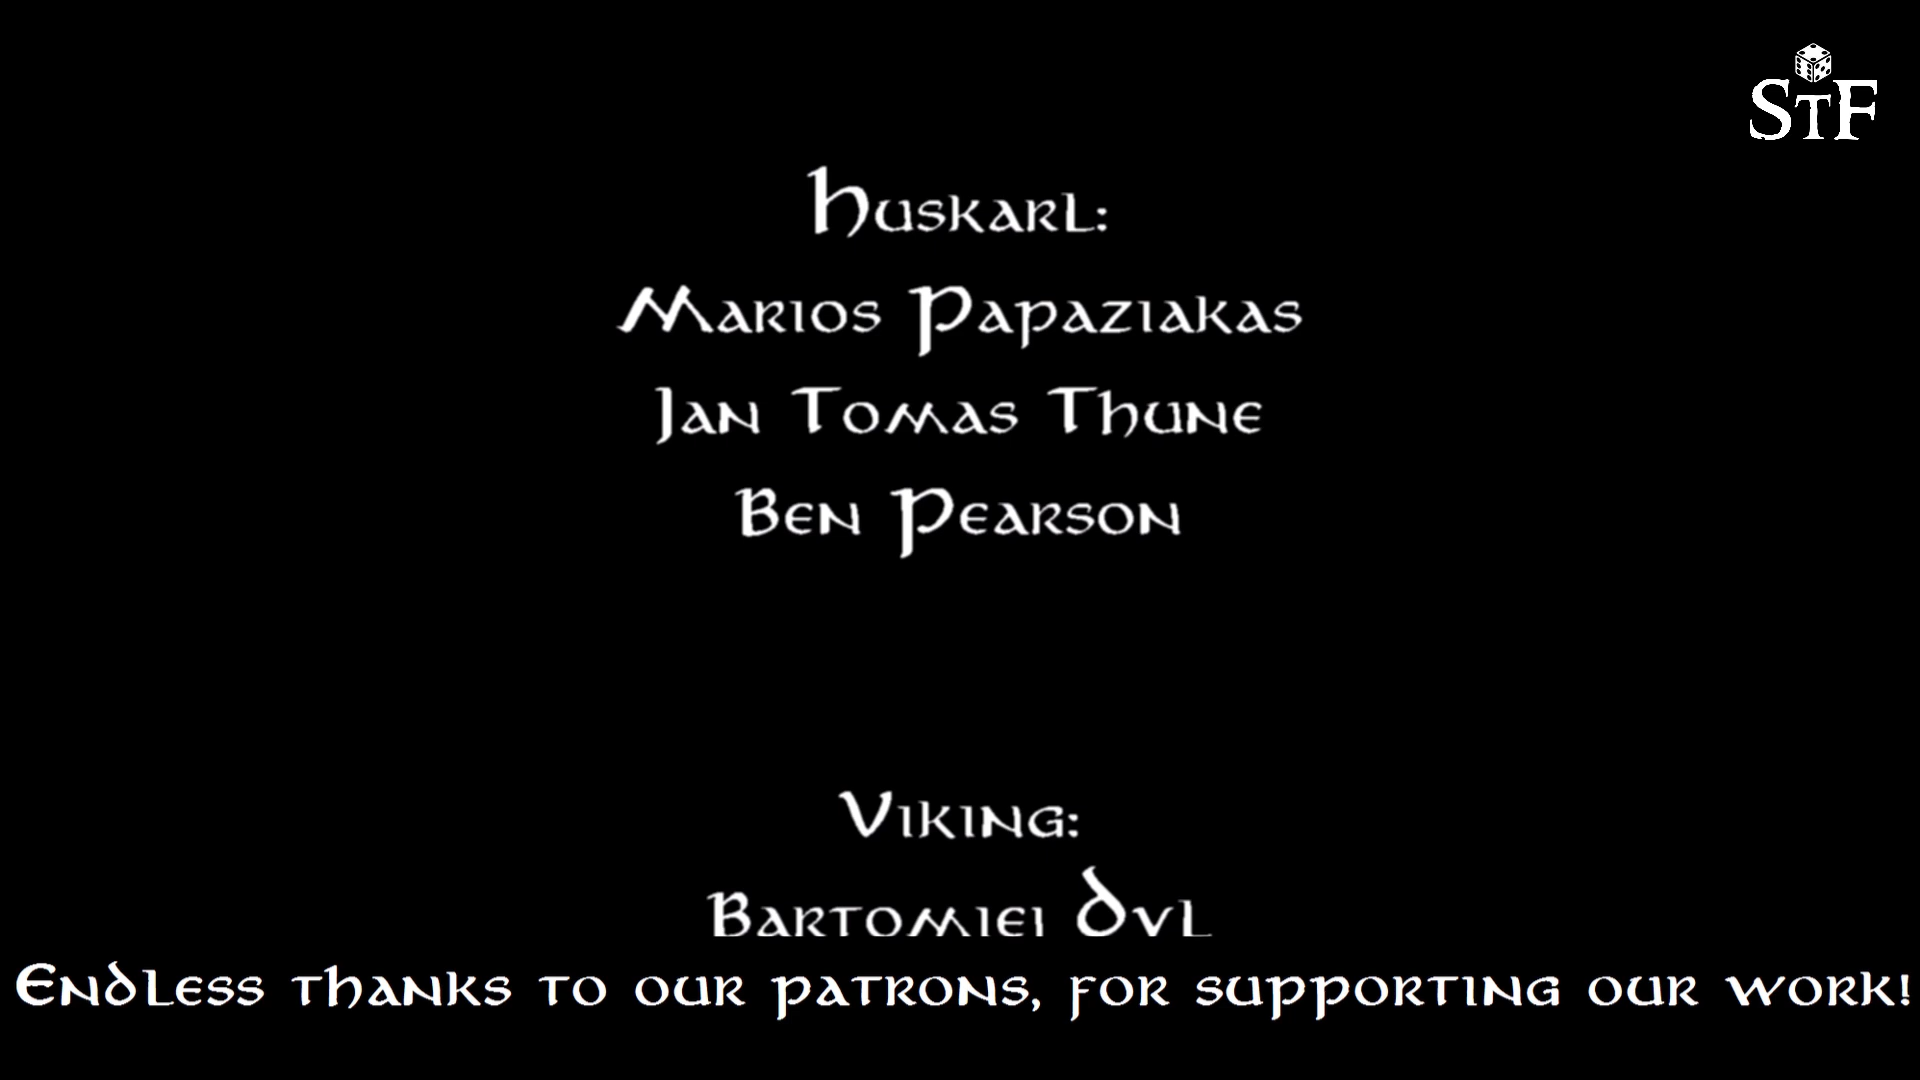 StF
Huskarl:
Marios Papaziakas
Jan Tomas Thune
Ben Pearson
Viking:
Bartomiei Dvl
Endless thanks to our patrons, for supporting our work!